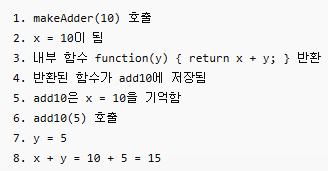 1. makeAdder(10) 호출
2. x = 10이 됨
3. 내부 함수 function(y) { return x + y; } 반환
4. 반환된 함수가 add10에 저장됨
5. add10은 x = 10을 기억함
6. add10(5) 호출
7. y = 5
8. x + y = 10 + 5 = 15